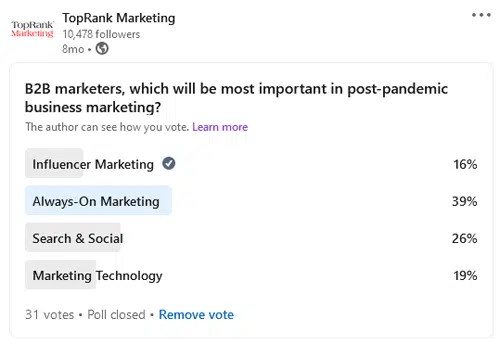 TopRank Marketing
TopRank
Marketing
10,478 followers
8mo •
B2B marketers, which will be most important in post-pandemic
business marketing?
The author can see how you vote. Learn more
Influencer Marketing 16%
Always-On Marketing 39%
Search & Social 26%
Marketing Technology 19%
31 votes • Poll closed • Remove vote